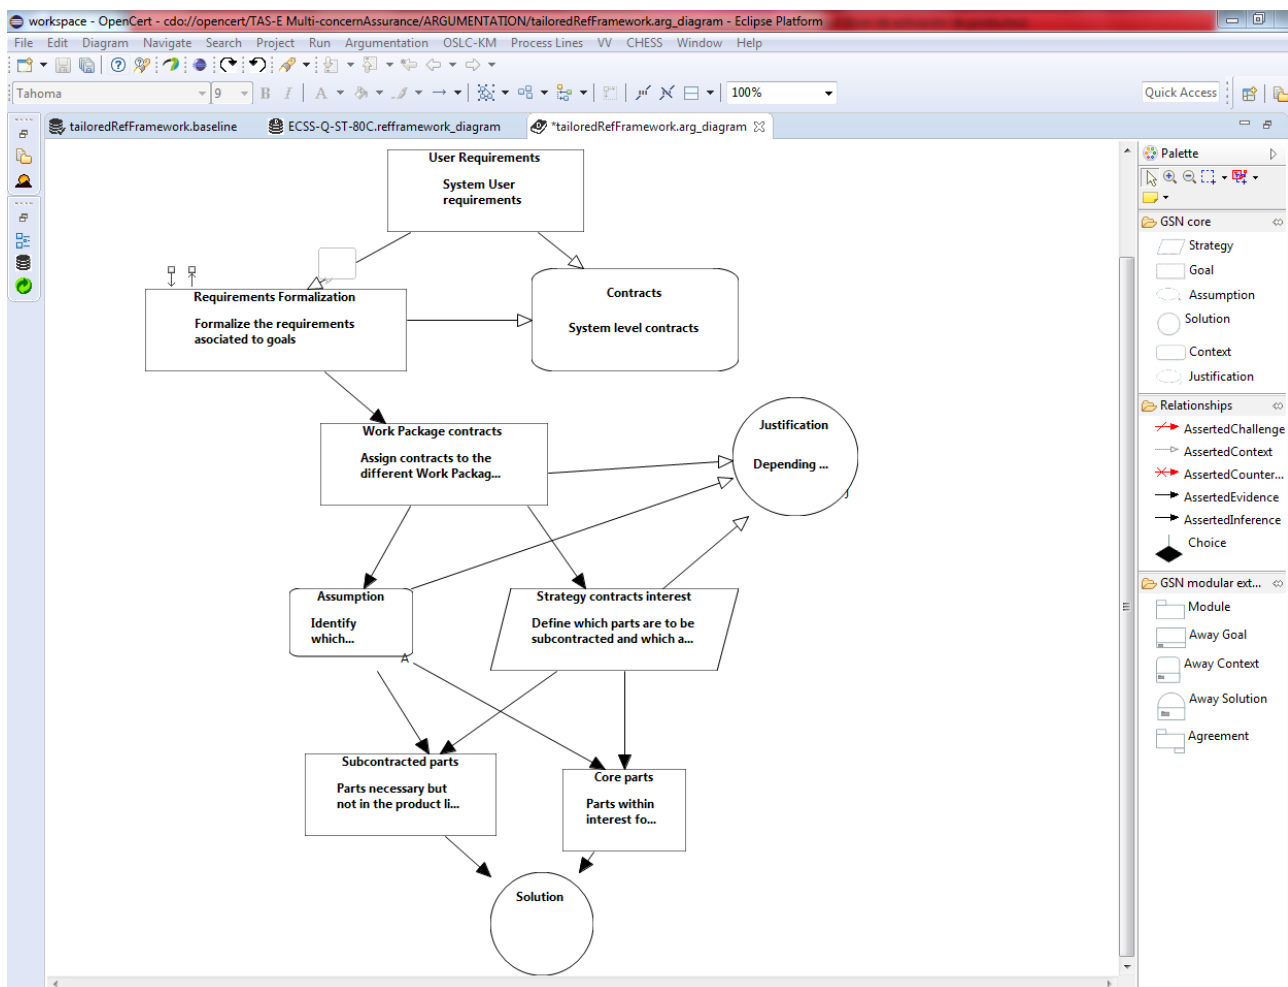 workspace - OpenCert - cdo://opencert/TAS-E Multi-concernAssurance/ARGUMENTATION/tailoredRefFramework.arg_diagram - Eclipse Platform
File Edit Diagram Navigate Search Project Run Argumentation OSLC-KM Process Lines VV CHESS Window Help
Tahoma 9 B I A 100% Quick Access
tailoredRefFramework.baseline ECSS-Q-ST-80C.refframework_diagram *tailoredRefFramework.arg_diagram
User Requirements
System User
requirements
Requirements Formalization
Formalize the requirements
asociated to goals
Contracts
System level contracts
Work Package contracts
Assign contracts to the
different Work Packag...
Justification
Depending ...
J
Assumption
Identify
which...
A
Strategy contracts interest
Define which parts are to be
subcontracted and which a...
Subcontracted parts
Parts necessary but
not in the product li...
Core parts
Parts within
interest fo...
Solution
Palette
GSN core
Strategy
Goal
Assumption
Solution
Context
Justification
Relationships
AssertedChallenge
AssertedContext
AssertedCounter...
AssertedEvidence
AssertedInference
Choice
GSN modular ext...
Module
Away Goal
Away Context
Away Solution
Agreement